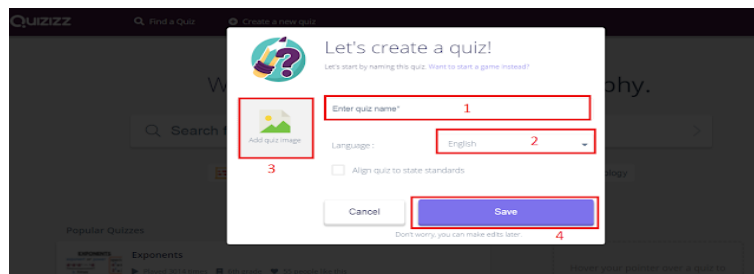 QUIZIZZ
Find a Quiz
Create a new quiz
Let's create a quiz!
Let's start by naming this quiz. Want to start a game instead?
W
phy.
Enter quiz name*
1
Search f
Add quiz image
Language :
English
2
3
Align quiz to state standards
ology
Cancel
Save
Don't worry, you can make edits later.
4
Popular Quizzes
EXPONENTS
Exponents